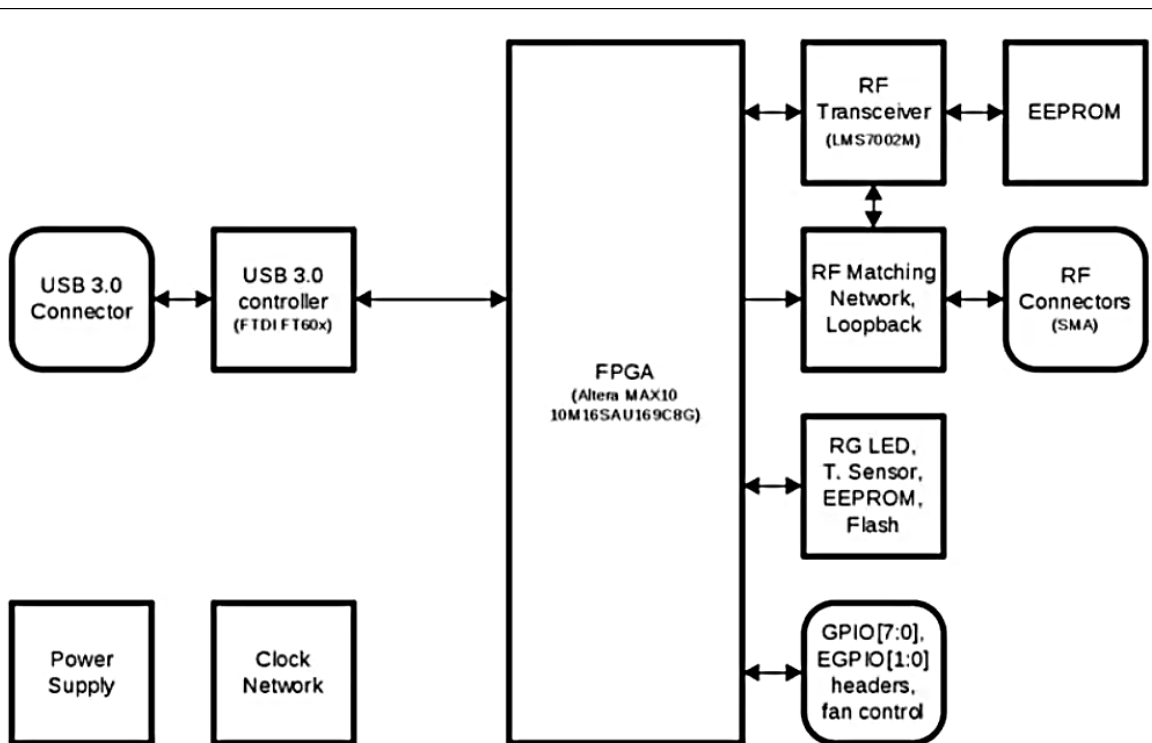 RF
Transceiver
(LMS7002M)
EEPROM
USB 3.0
Connector
USB 3.0
controller
(FTDI FT60x)
RF Matching
Network,
Loopback
RF
Connectors
(SMA)
FPGA
(Altera MAX10
10M16SAU169C8G)
RG LED,
T. Sensor,
EEPROM,
Flash
Power
Supply
Clock
Network
GPIO[7:0],
EGPIO[1:0]
headers,
fan control